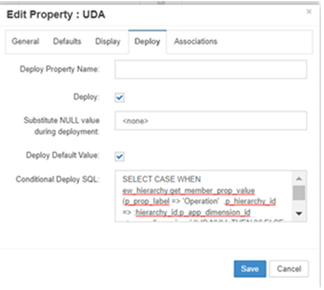 Edit Property : UDA
×
General Defaults Display Deploy Associations
Deploy Property Name:
Deploy:
Substitute NULL value
during deployment:
<none>
Deploy Default Value:
Conditional Deploy SQL:
SELECT CASE WHEN
ew_hierarchy.get_member_prop_value
(p_prop_label => 'Operation' ,p_hierarchy_id
=> hierarchy_id,p_app_dimension_id
Save Cancel